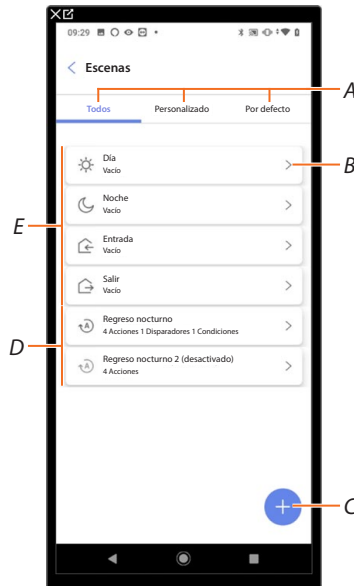 09:29
Escenas
A
Todos Personalizado Por defecto
Día
Vacío
B
Noche
Vacío
E
Entrada
Vacío
Salir
Vacío
Regreso nocturno
4 Acciones 1 Disparadores 1 Condiciones
D
Regreso nocturno 2 (desactivado)
4 Acciones
C